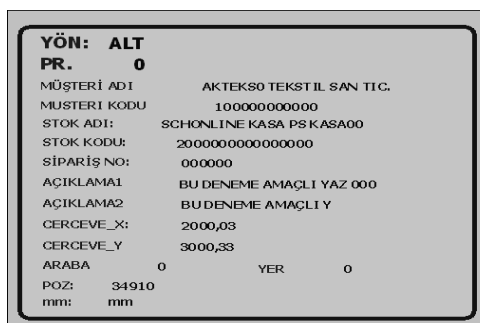 YÖN: ALT
PR. 0
MÜŞTERİ ADI AKTEKS0 TEKSTIL SAN TIC.
MUSTERI KODU 100000000000
STOK ADI: SCHONLINE KASA PS KASA00
STOK KODU: 2000000000000000
SİPARİŞ NO: 000000
AÇIKLAMA1 BU DENEME AMAÇLI YAZ 000
AÇIKLAMA2 BU DENEME AMAÇLI Y
CERCEVE_X: 2000,03
CERCEVE_Y 3000,33
ARABA 0 YER 0
POZ: 34910
mm: mm